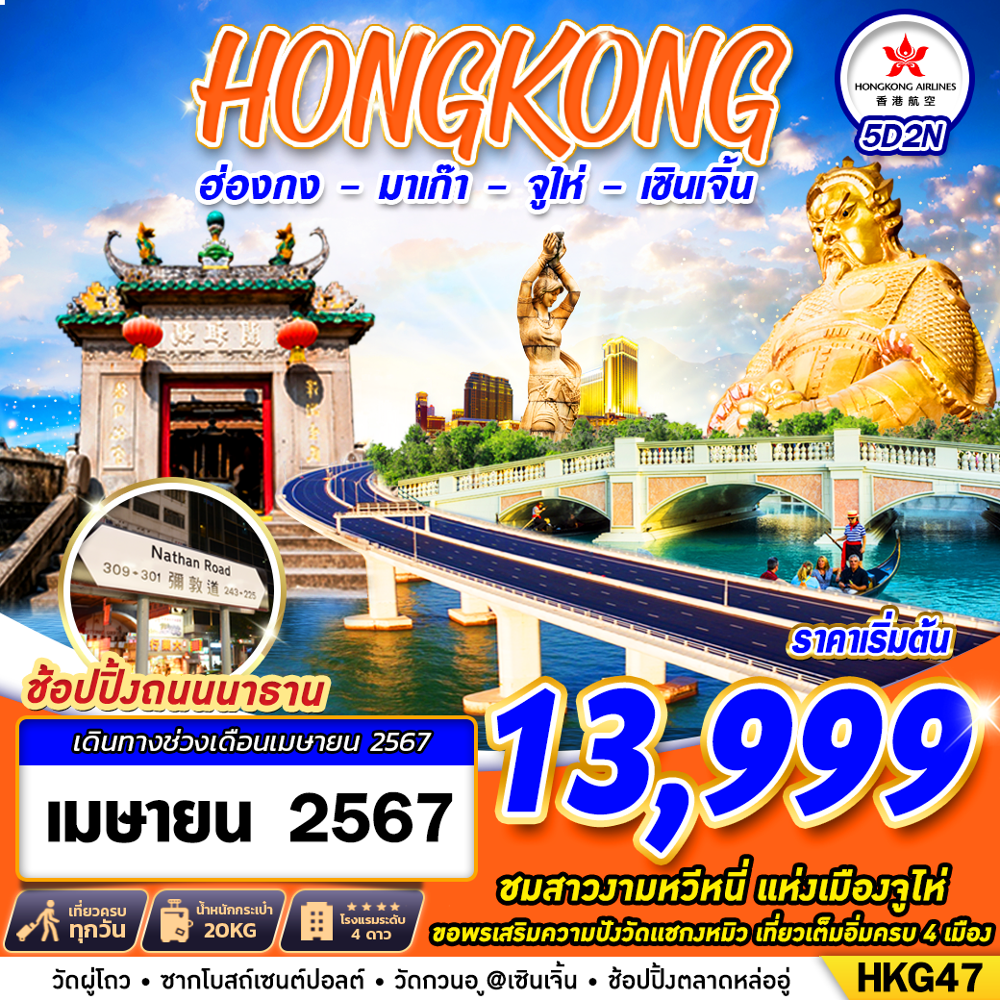 HONGKONG
HONGKONG AIRLINES
香港航空
5D2N
ฮ่องกง - มาเก๊า - จูไห่ - เซินเจิ้น
Nathan Road
309-301 彌敦道 243-225
ช้อปปิ้งถนนนาธาน
ราคาเริ่มต้น
13,999
เดินทางช่วงเดือนเมษายน 2567
เมษายน 2567
ชมสาวงามหวีหนี่ แห่งเมืองจูไห่
ขอพรเสริมความปังวัดแชกงหมิว เที่ยวเต็มอิ่มครบ 4 เมือง
เที่ยวครบ
ทุกวัน
น้ำหนักกระเป๋า
20KG
โรงแรมระดับ
4 ดาว
วัดผู่โถว • ซากโบสถ์เซนต์ปอลต์ • วัดกวนอ ู@เซินเจิ้น • ช้อปปิ้งตลาดหล่ออู่
HKG47